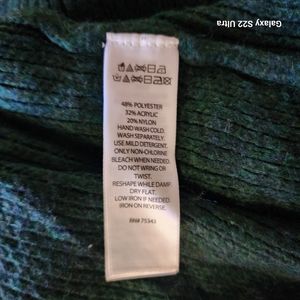 48% POLYESTER
32% ACRYLIC
20% NYLON
HAND WASH COLD.
WASH SEPARATELY.
USE MILD DETERGENT.
ONLY NON-CHLORINE
BLEACH WHEN NEEDED.
DO NOT WRING OR
TWIST.
RESHAPE WHILE DAMP.
DRY FLAT.
LOW IRON IF NEEDED.
IRON ON REVERSE.
RN# 75343
Galaxy S22 Ultra